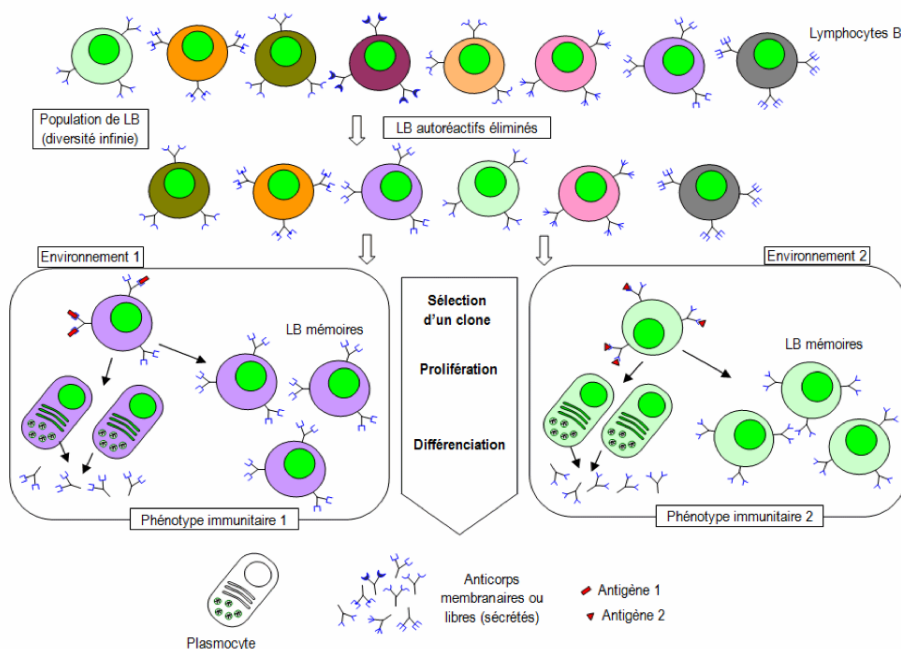 Lymphocytes B
Population de LB
(diversité infinie)
LB autoréactifs éliminés
Environnement 1
Environnement 2
LB mémoires
Sélection
d'un clone
Prolifération
Différenciation
LB mémoires
Phénotype immunitaire 1
Phénotype immunitaire 2
Plasmocyte
Anticorps
membranaires ou
libres (sécrétés)
Antigène 1
Antigène 2